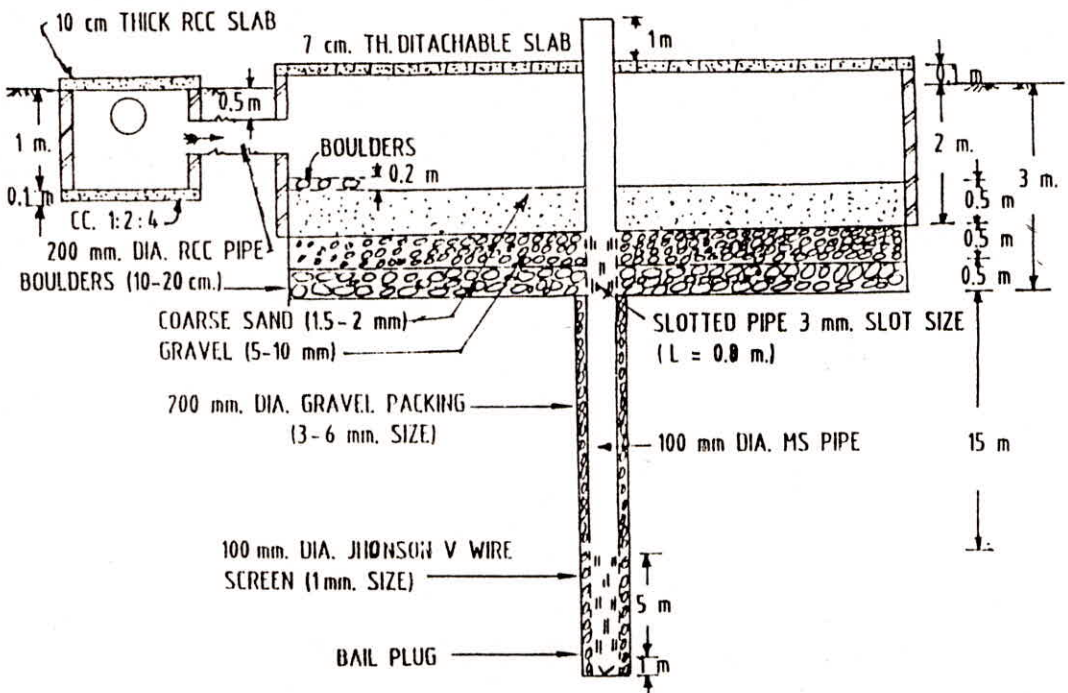 10 cm THICK RCC SLAB
7 cm. TH. DITACHABLE SLAB
1 m
m
0.5 m
1 m.
BOULDERS
0.2 m
2 m.
3 m.
0.5 m
0.1 m
CC. 1:2:4
0.5 m
200 mm. DIA. RCC PIPE
BOULDERS (10-20 cm.)
0.5 m
COARSE SAND (1.5-2 mm)
GRAVEL (5-10 mm)
SLOTTED PIPE 3 mm. SLOT SIZE
(L = 0.8 m.)
200 mm. DIA. GRAVEL PACKING
(3-6 mm. SIZE)
100 mm DIA. MS PIPE
15 m
100 mm. DIA. JHONSON V WIRE
SCREEN (1 mm. SIZE)
5 m
BAIL PLUG
1 m